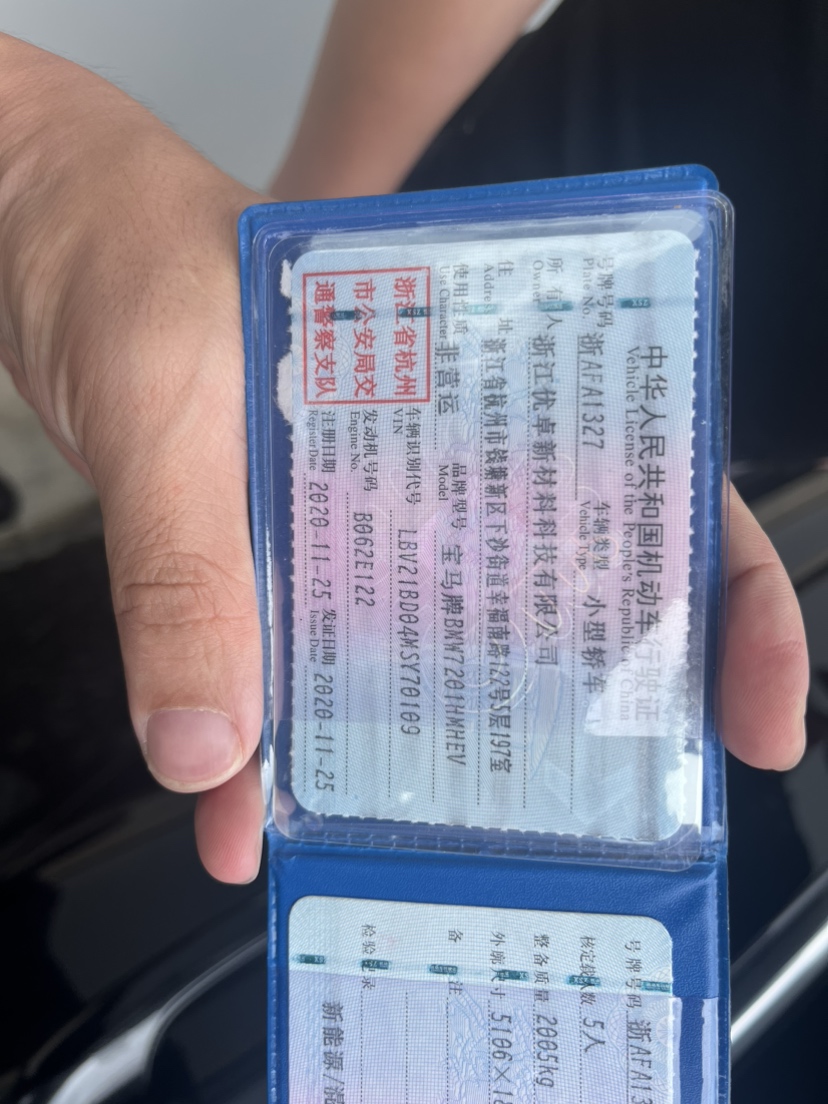 中华人民共和国机动车行驶证
Vehicle License of the People's Republic of China
号牌号码 浙AFA1327 车辆类型 小型轿车
Plate No. Vehicle Type
所有人 浙江优卓新材料科技有限公司
Owner
住址 浙江省杭州市钱塘新区下沙街道幸福南路122号3层197室
Address
使用性质 非营运 品牌型号 宝马牌BMW7201HMHEV
Use Character Model
浙江省杭州
市公安局交
通警察支队
车辆识别代号 LBV21BD04MSY70109
VIN
发动机号码 B062E122
Engine No.
注册日期 2020-11-25 发证日期 2020-11-25
Register Date Issue Date
号牌号码 浙AFA13
核定载人数 5人
整备质量 2005kg
外廓尺寸 5106×18
备注
检验记录
新能源/混